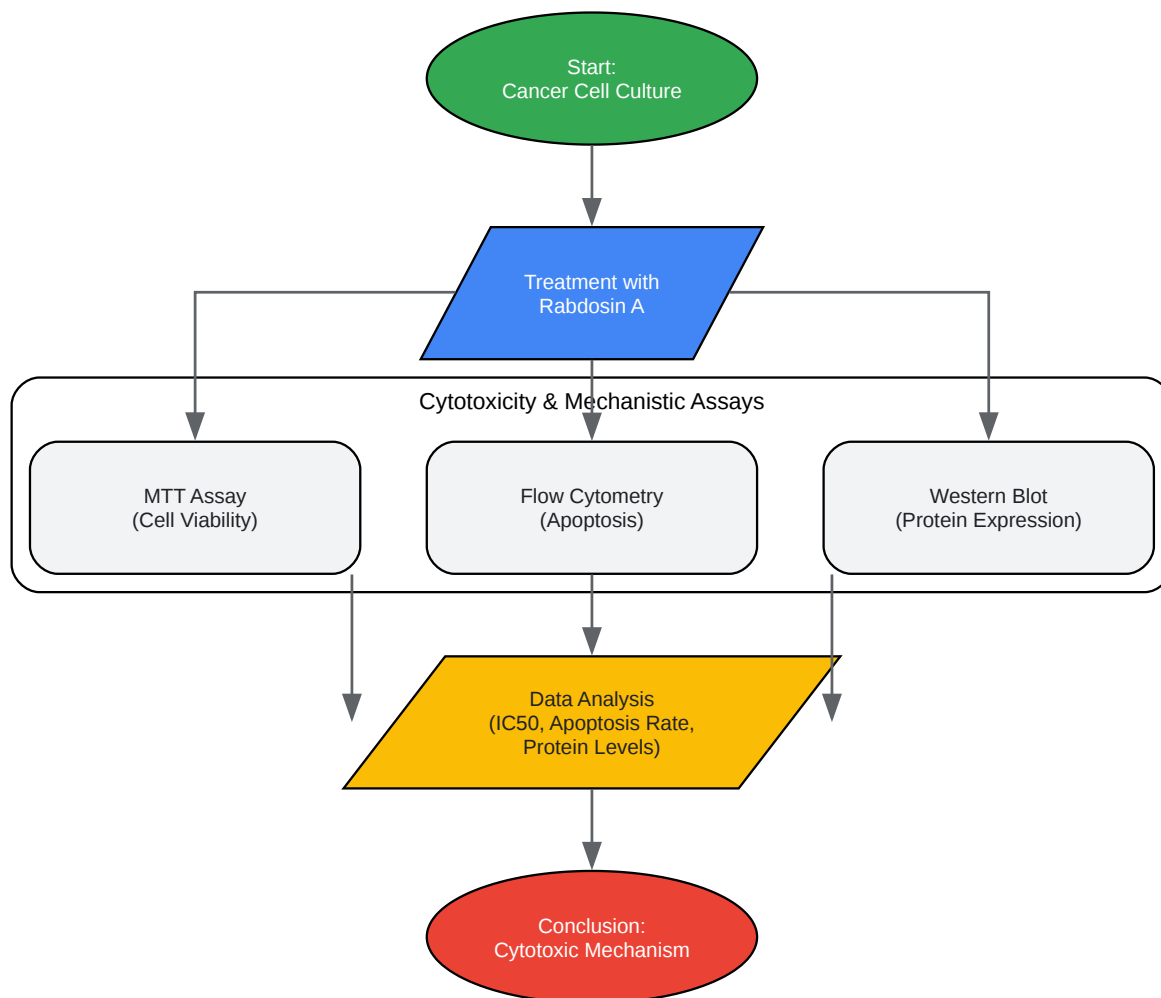 Start:
Cancer Cell Culture
Treatment with
Rabdosin A
Cytotoxicity & Mechanistic Assays
MTT Assay
(Cell Viability)
Flow Cytometry
(Apoptosis)
Western Blot
(Protein Expression)
Data Analysis
(IC50, Apoptosis Rate,
Protein Levels)
Conclusion:
Cytotoxic Mechanism